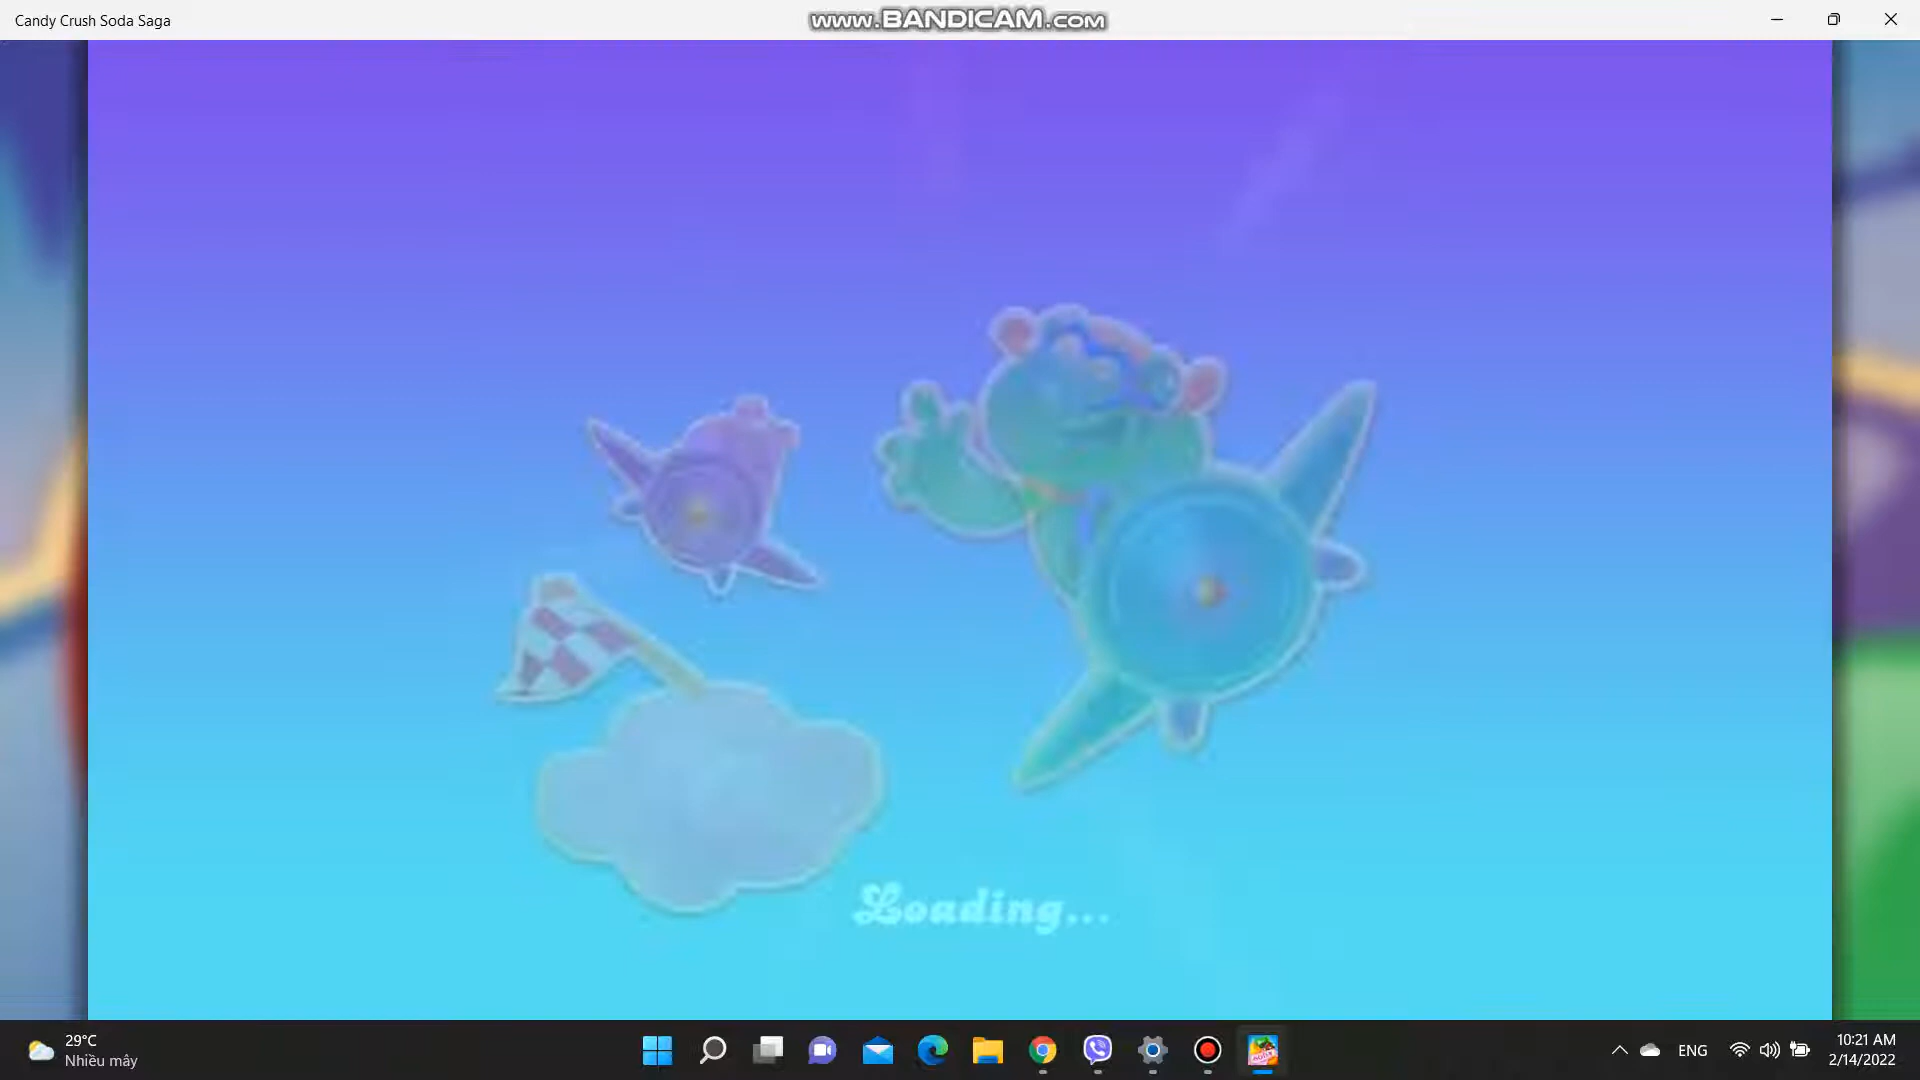 Candy Crush Soda Saga
www.BANDICAM.com
Loading...
29°C
Nhiều mây
ENG
10:21 AM
2/14/2022